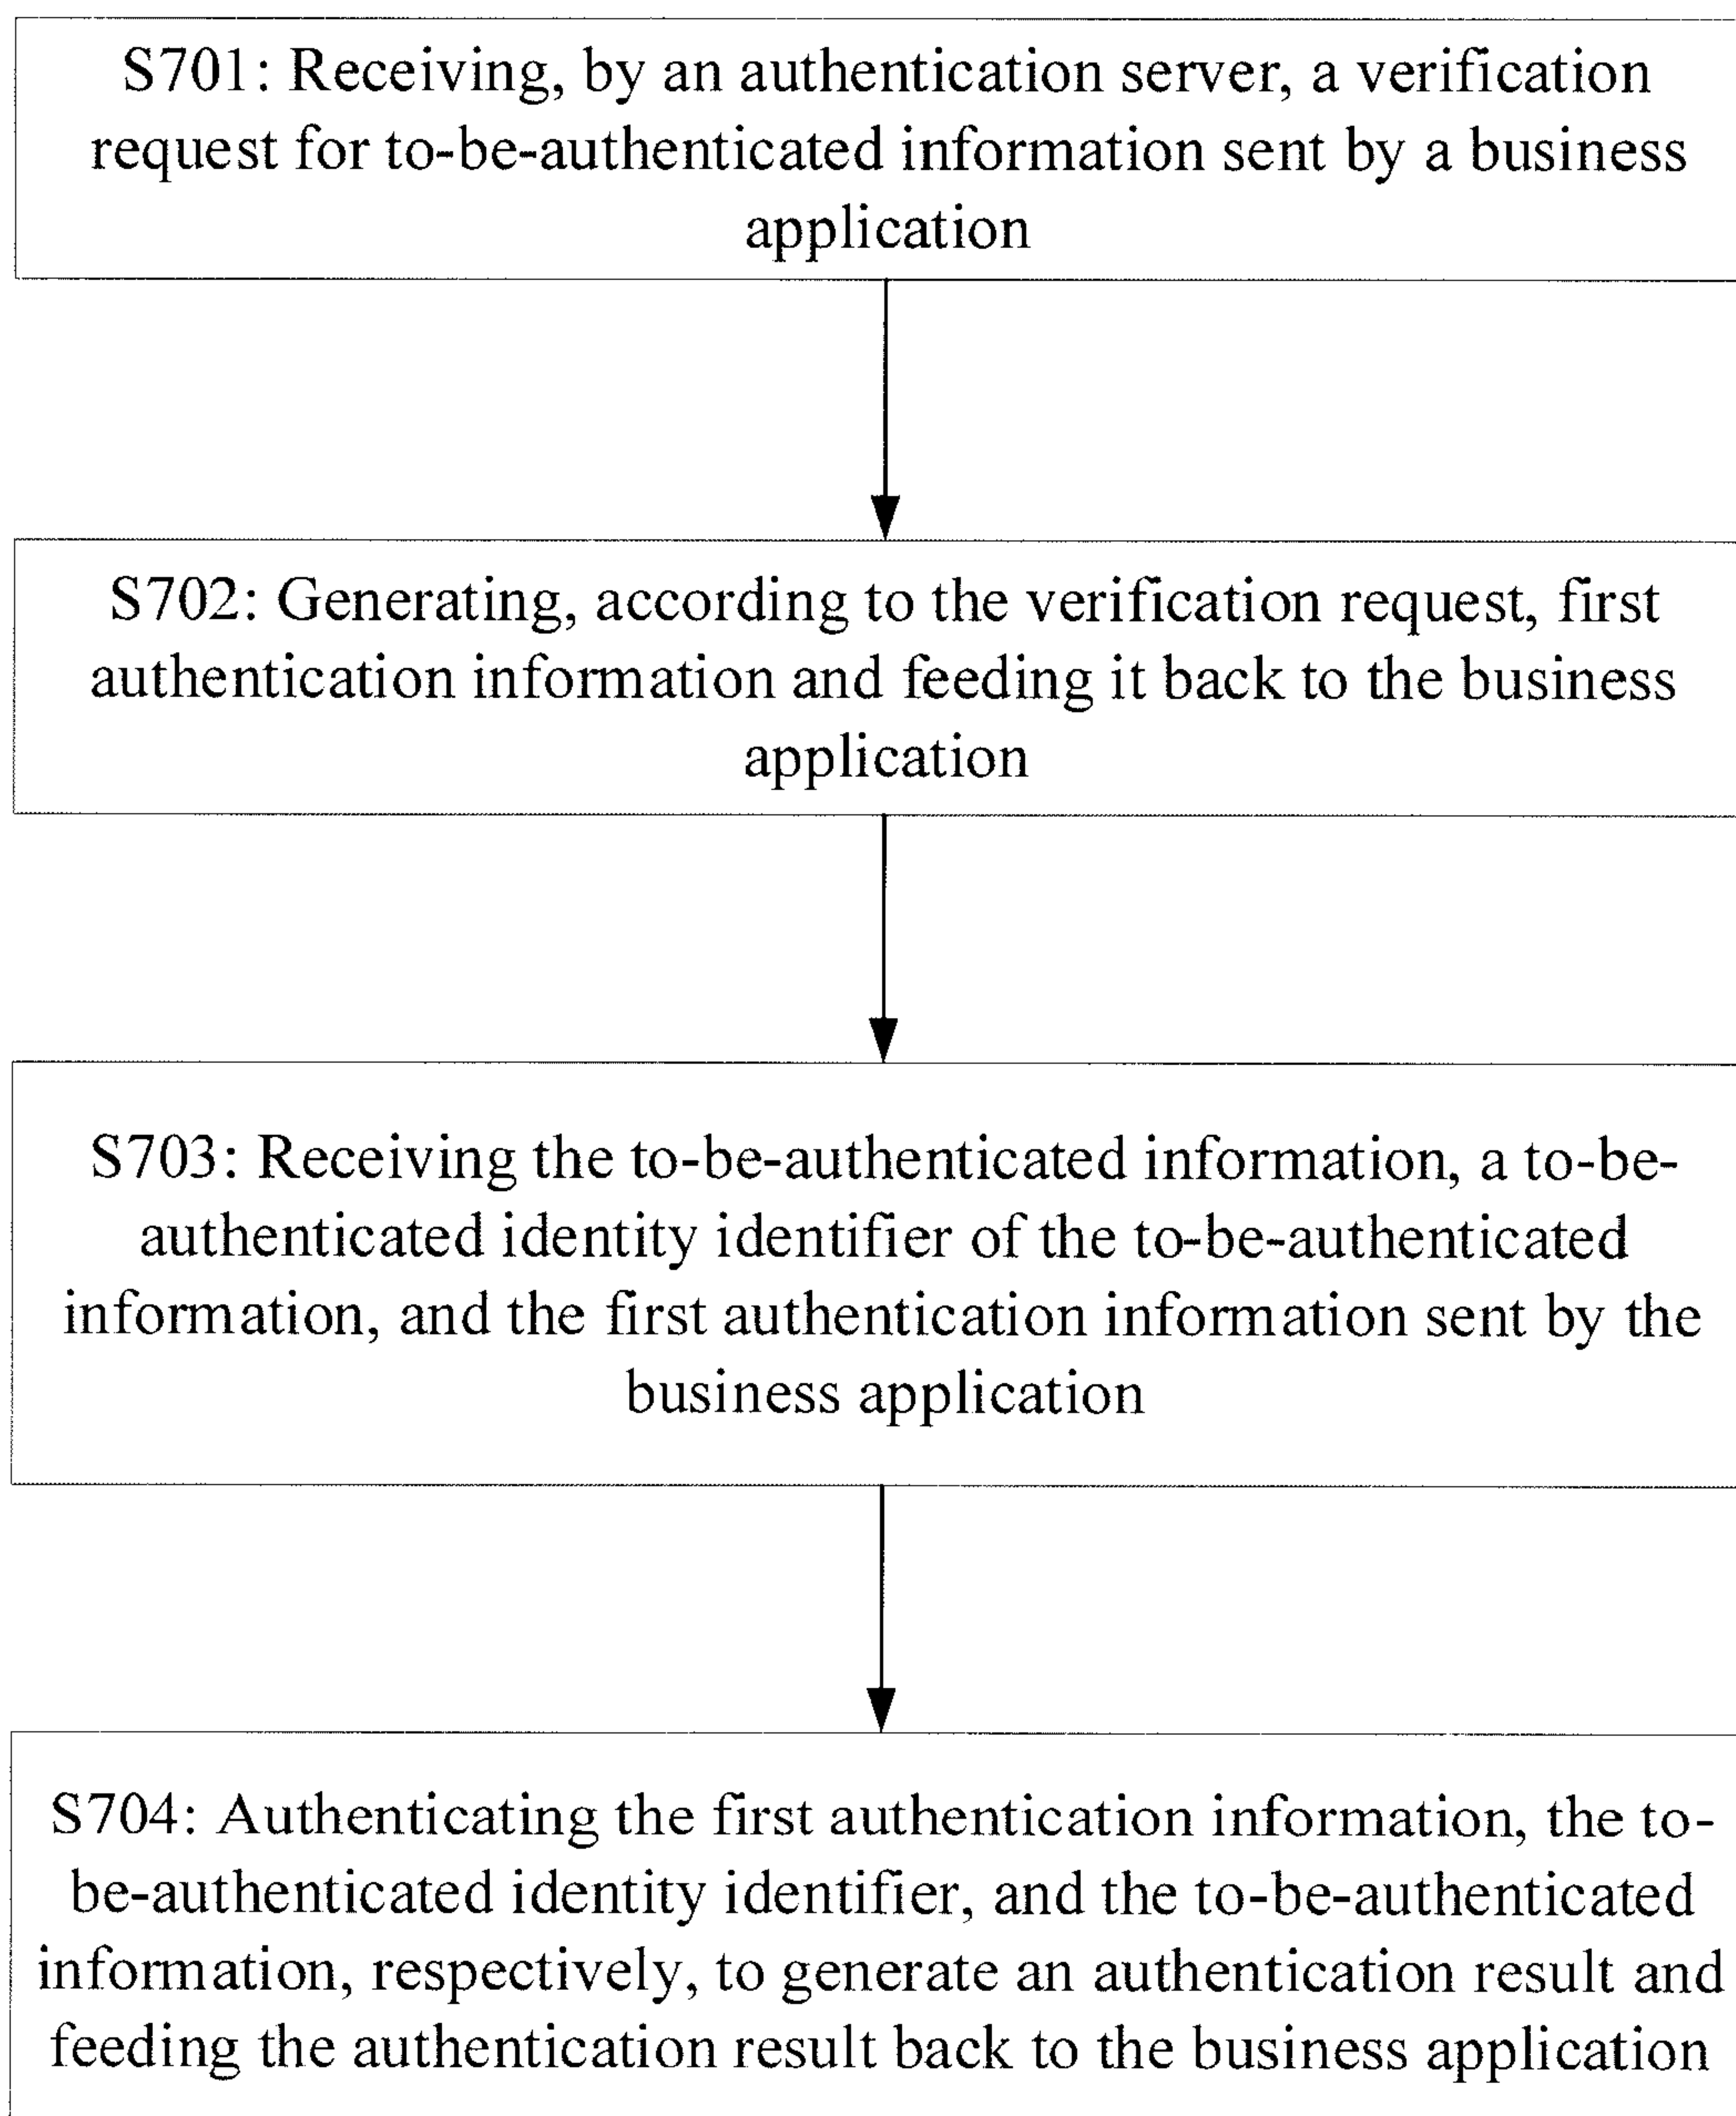 S701: Receiving, by an authentication server, a verification
request for to-be-authenticated information sent by a business
application
S702: Generating, according to the verification request, first
authentication information and feeding it back to the business
application
S703: Receiving the to-be-authenticated information, a to-be-
authenticated identity identifier of the to-be-authenticated
information, and the first authentication information sent by the
business application
S704: Authenticating the first authentication information, the to-
be-authenticated identity identifier, and the to-be-authenticated
information, respectively, to generate an authentication result and
feeding the authentication result back to the business application